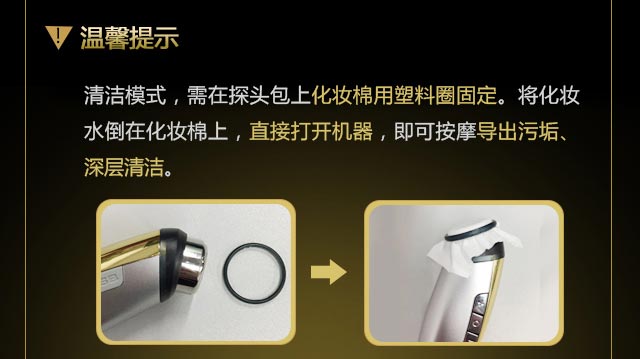 温馨提示
清洁模式，需在探头包上化妆棉用塑料圈固定。将化妆
水倒在化妆棉上，直接打开机器，即可按摩导出污垢、
深层清洁。